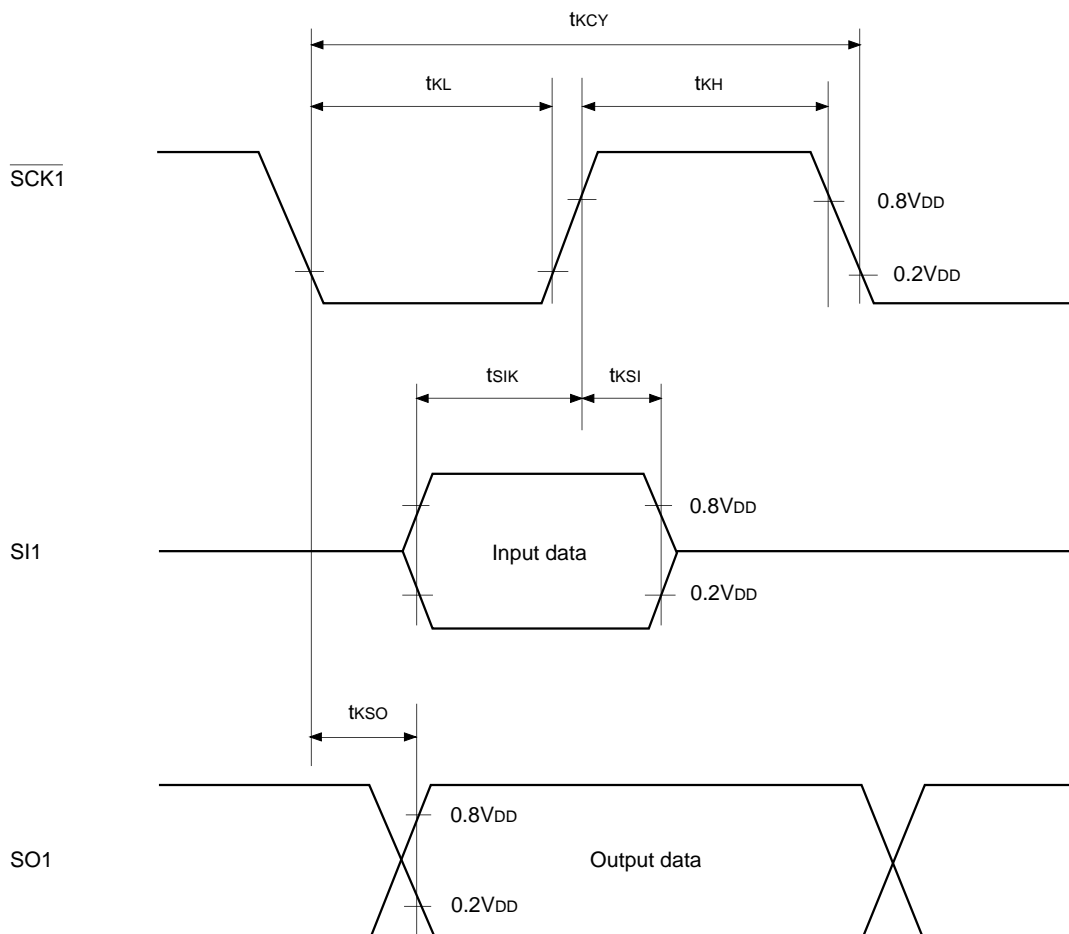 tKCY
tKL
tKH
SCK1
0.8VDD
0.2VDD
tSIK
tKSI
0.8VDD
SI1
Input data
0.2VDD
tKSO
0.8VDD
SO1
Output data
0.2VDD